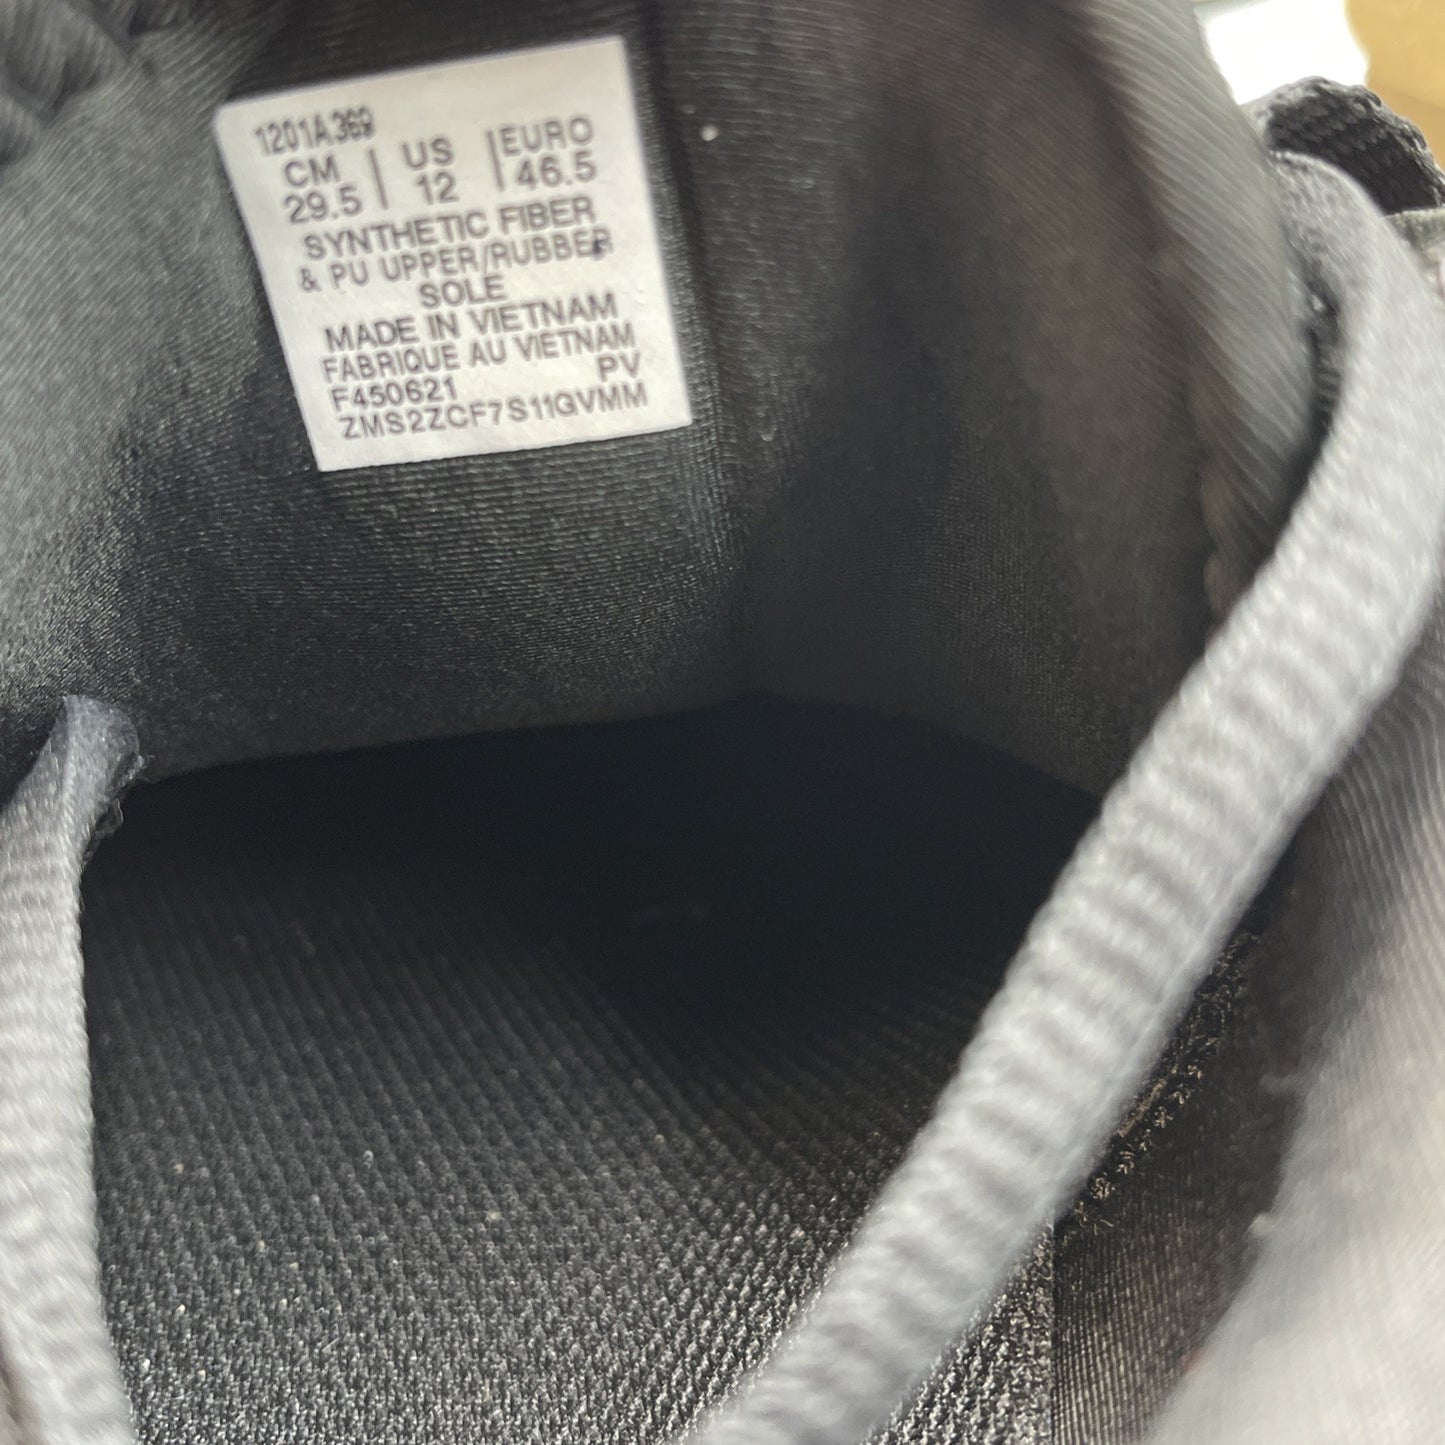 1201A369
CM | US | EURO
29.5 | 12 | 46.5
SYNTHETIC FIBER
& PU UPPER/RUBBER
SOLE
MADE IN VIETNAM
FABRIQUE AU VIETNAM
F450621 PV
ZMS2ZCF7S11GVMM